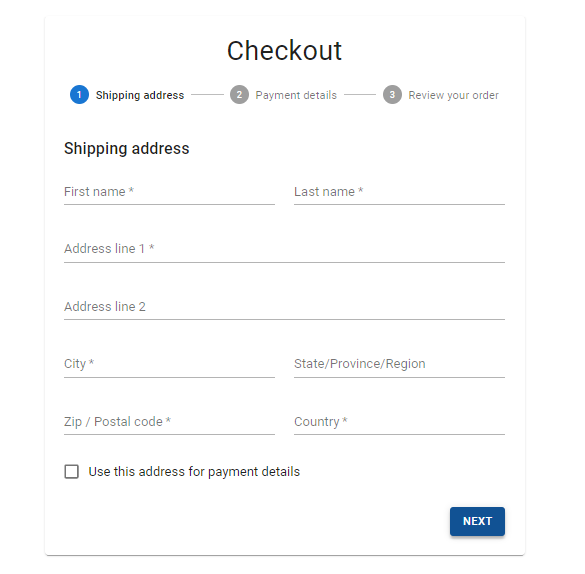 Checkout
1 Shipping address 2 Payment details 3 Review your order
Shipping address
First name * Last name *
Address line 1 *
Address line 2
City * State/Province/Region
Zip / Postal code * Country *
Use this address for payment details
NEXT